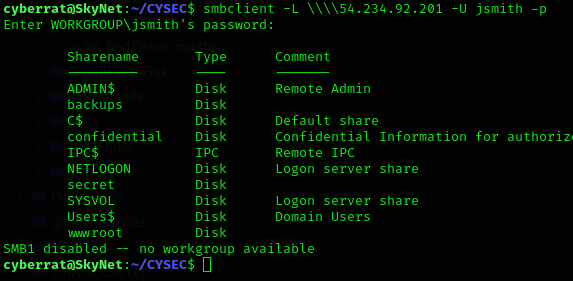 cyberrat@SkyNet:~/CYSEC$ smbclient -L \\\\54.234.92.201 -U jsmith -p
Enter WORKGROUP\jsmith's password:
Sharename Type Comment
--------- ---- -------
ADMIN$ Disk Remote Admin
backups Disk
C$ Disk Default share
confidential Disk Confidential Information for authorize
IPC$ IPC Remote IPC
NETLOGON Disk Logon server share
secret Disk
SYSVOL Disk Logon server share
Users$ Disk Domain Users
wwwroot Disk
SMB1 disabled -- no workgroup available
cyberrat@SkyNet:~/CYSEC$